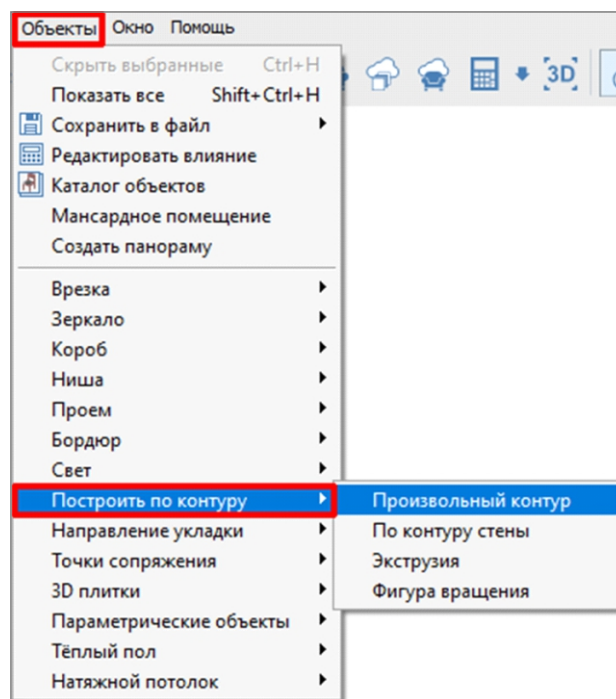 Объекты Окно Помощь
Скрыть выбранные Ctrl+H
Показать все Shift+Ctrl+H
3D
Сохранить в файл
Редактировать влияние
Каталог объектов
Мансардное помещение
Создать панораму
Врезка
Зеркало
Короб
Ниша
Проем
Бордюр
Свет
Построить по контуру
Произвольный контур
Направление укладки
По контуру стены
Точки сопряжения
Экструзия
3D плитки
Фигура вращения
Параметрические объекты
Тёплый пол
Натяжной потолок